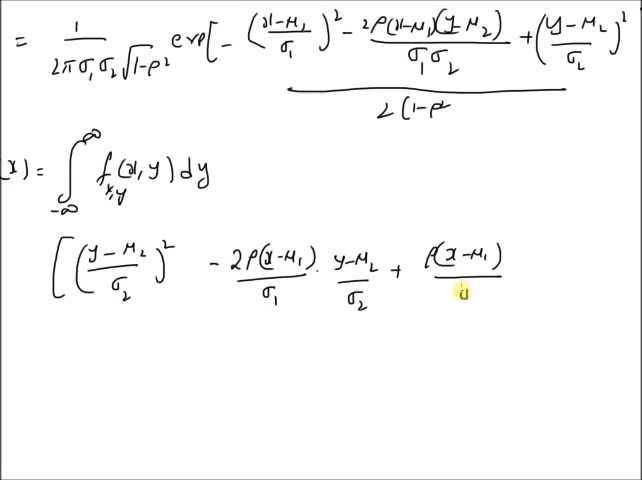 = 1/(2πσ₁σ₂√1-ρ²) exp[- (x-μ₁/σ₁)² - 2ρ(x-μ₁)(y-μ₂)/σ₁σ₂ + (y-μ₂/σ₂)²
2(1-ρ²
(x) = ∫_{-∞}^{∞} f_{x,y}(x,y) dy
[(y-μ₂/σ₂)² - 2ρ(x-μ₁)/σ₁ · y-μ₂/σ₂ + ρ(x-μ₁)/